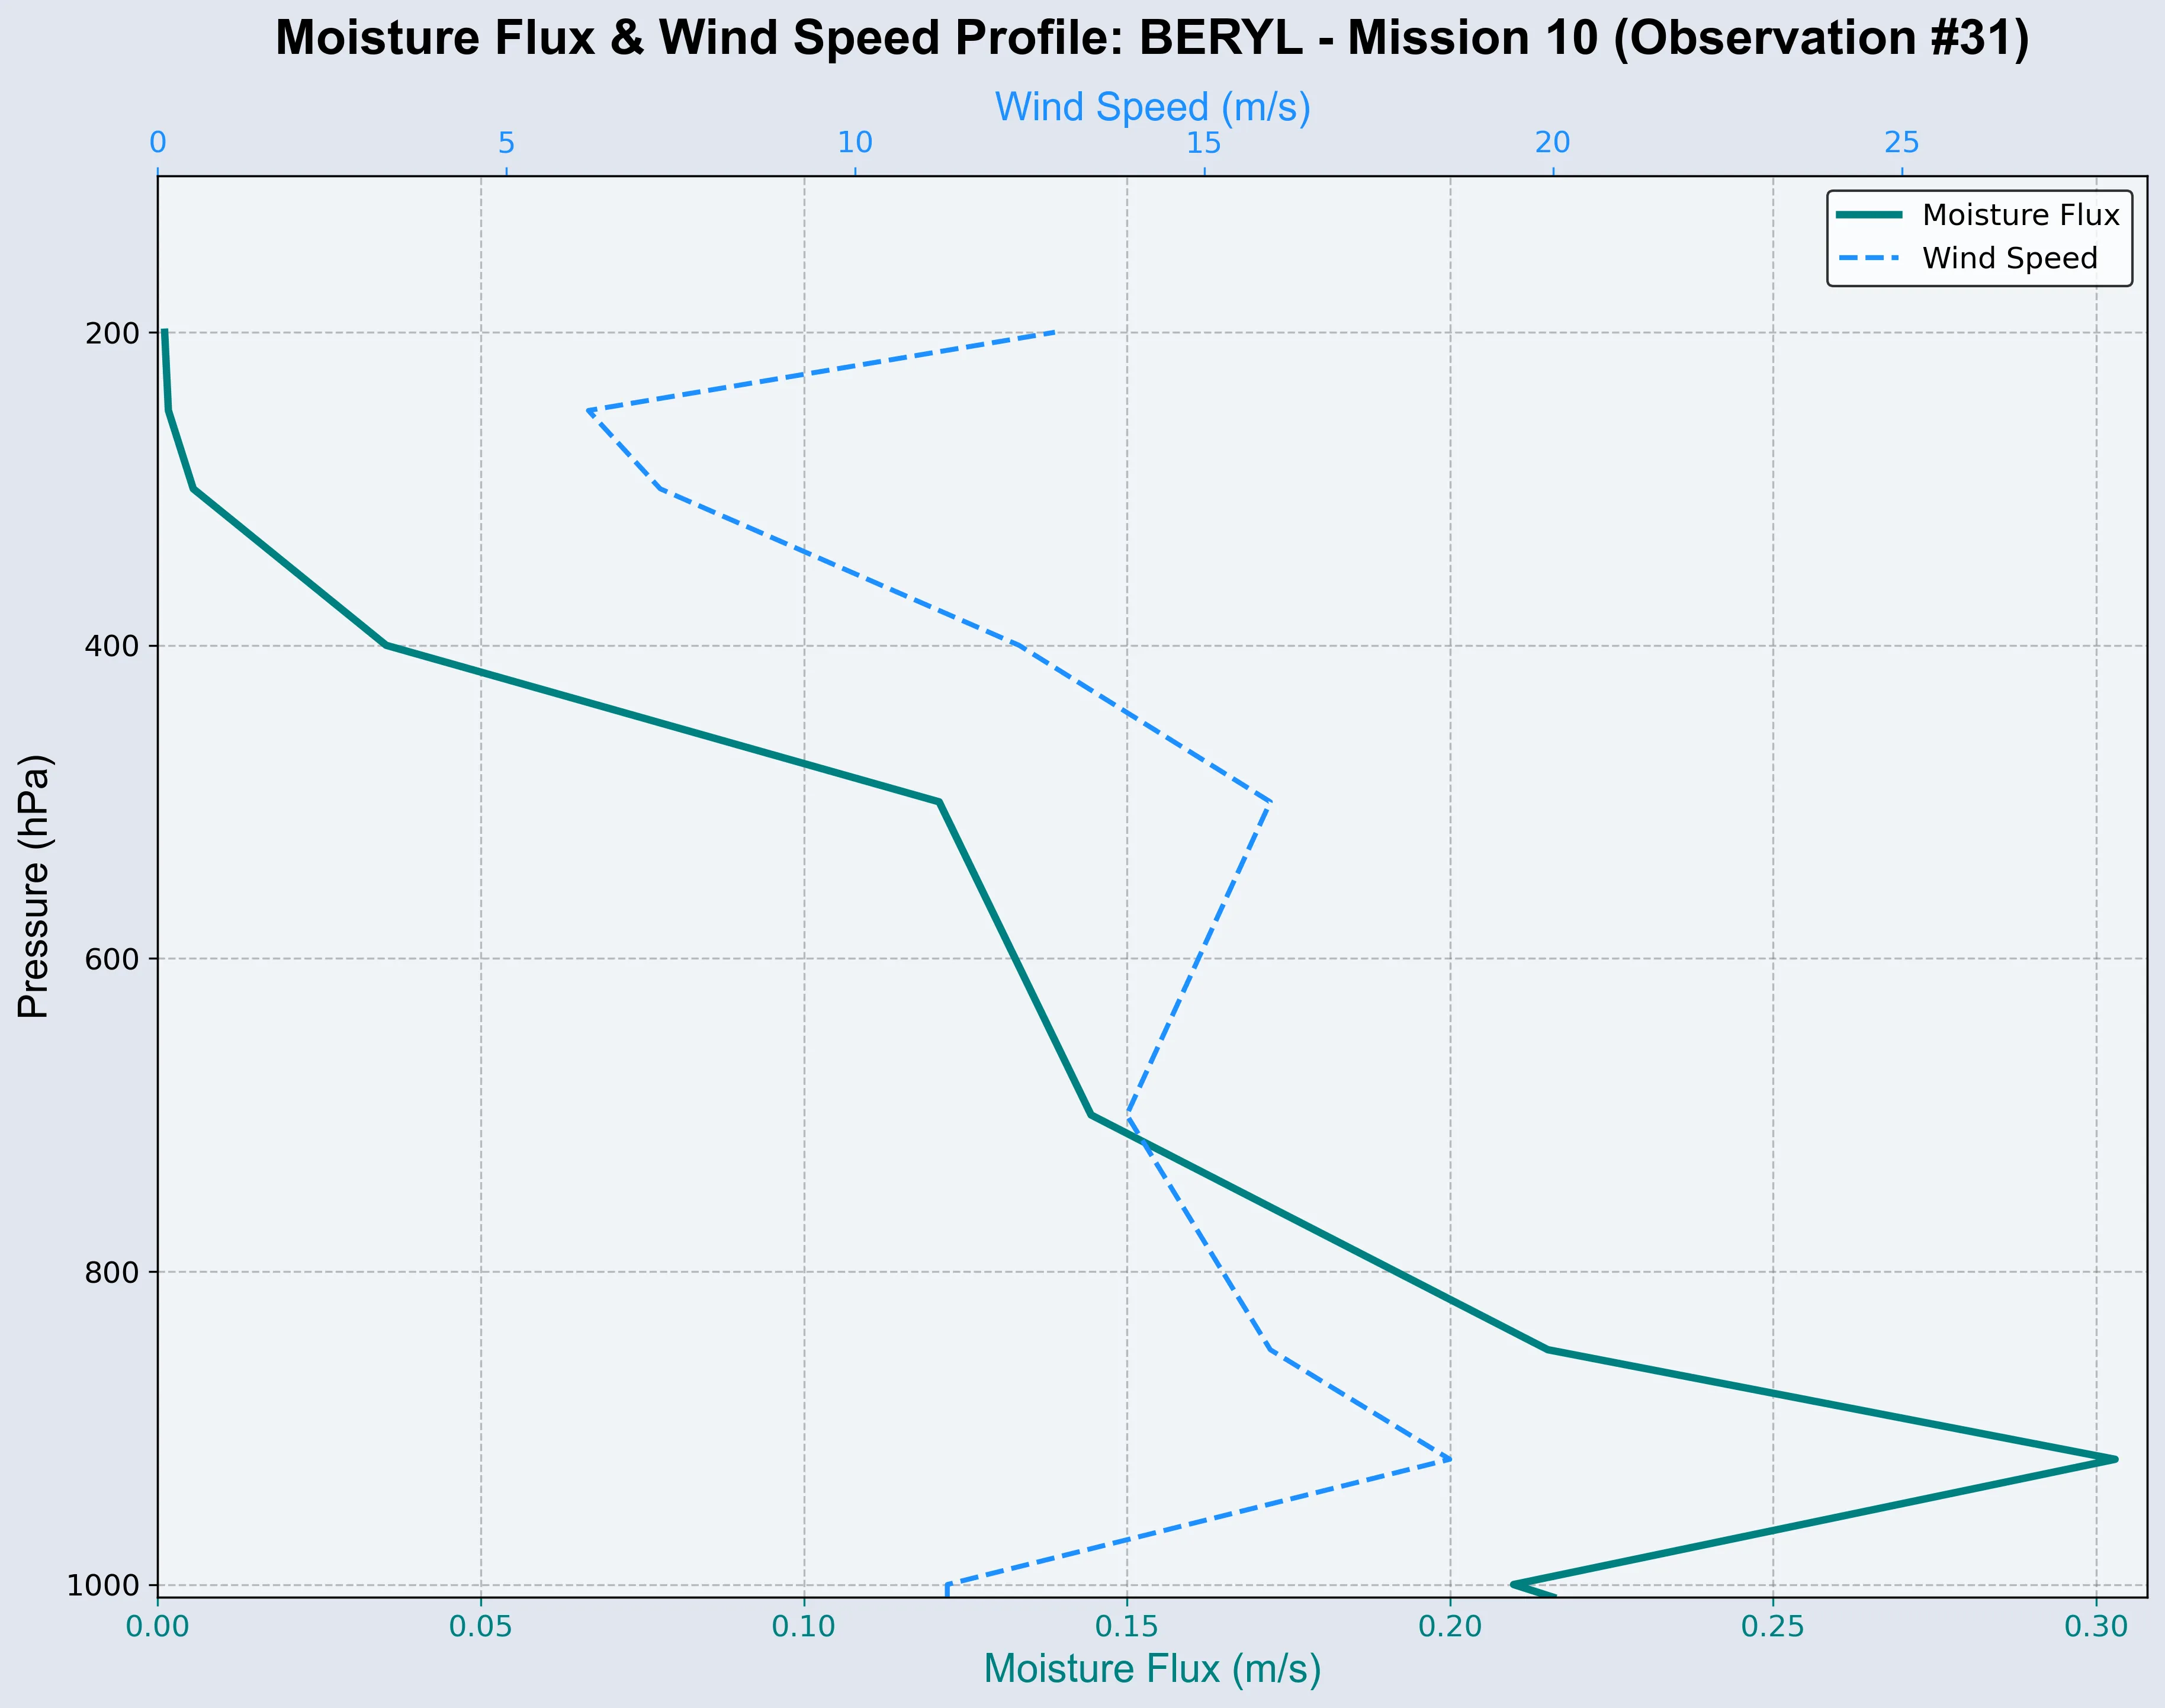 Moisture Flux & Wind Speed Profile: BERYL - Mission 10 (Observation #31)
Wind Speed (m/s)
0 5 10 15 20 25
Moisture Flux
Wind Speed
Pressure (hPa)
200
400
600
800
1000
0.00 0.05 0.10 0.15 0.20 0.25 0.30
Moisture Flux (m/s)